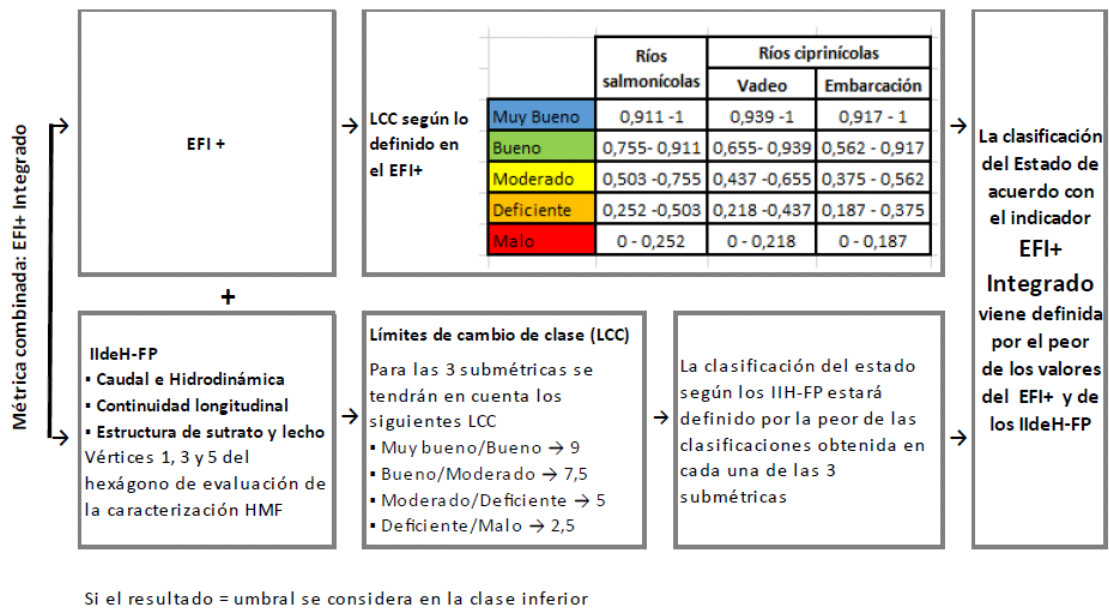 Métrica combinada: EFI+ Integrado
EFI +
LCC según lo
definido en
el EFI+
Ríos
salmonícolas
Ríos ciprinícolas
Vadeo
Embarcación
Muy Bueno 0,911 -1 0,939 -1 0,917 - 1
Bueno 0,755- 0,911 0,655- 0,939 0,562 - 0,917
Moderado 0,503 -0,755 0,437 -0,655 0,375 - 0,562
Deficiente 0,252 -0,503 0,218 -0,437 0,187 - 0,375
Malo 0 - 0,252 0 - 0,218 0 - 0,187
+
IIdeH-FP
▪ Caudal e Hidrodinámica
▪ Continuidad longitudinal
▪ Estructura de sutrato y lecho
Vértices 1, 3 y 5 del
hexágono de evaluación de
la caracterización HMF
Límites de cambio de clase (LCC)
Para las 3 submétricas se
tendrán en cuenta los
siguientes LCC
▪ Muy bueno/Bueno → 9
▪ Bueno/Moderado → 7,5
▪ Moderado/Deficiente → 5
▪ Deficiente/Malo → 2,5
La clasificación del estado
según los IIH-FP estará
definido por la peor de las
clasificaciones obtenida en
cada una de las 3
submétricas
La clasificación
del Estado de
acuerdo con
el indicador
EFI+
Integrado
viene definida
por el peor
de los valores
del EFI+ y de
los IIdeH-FP
Si el resultado = umbral se considera en la clase inferior